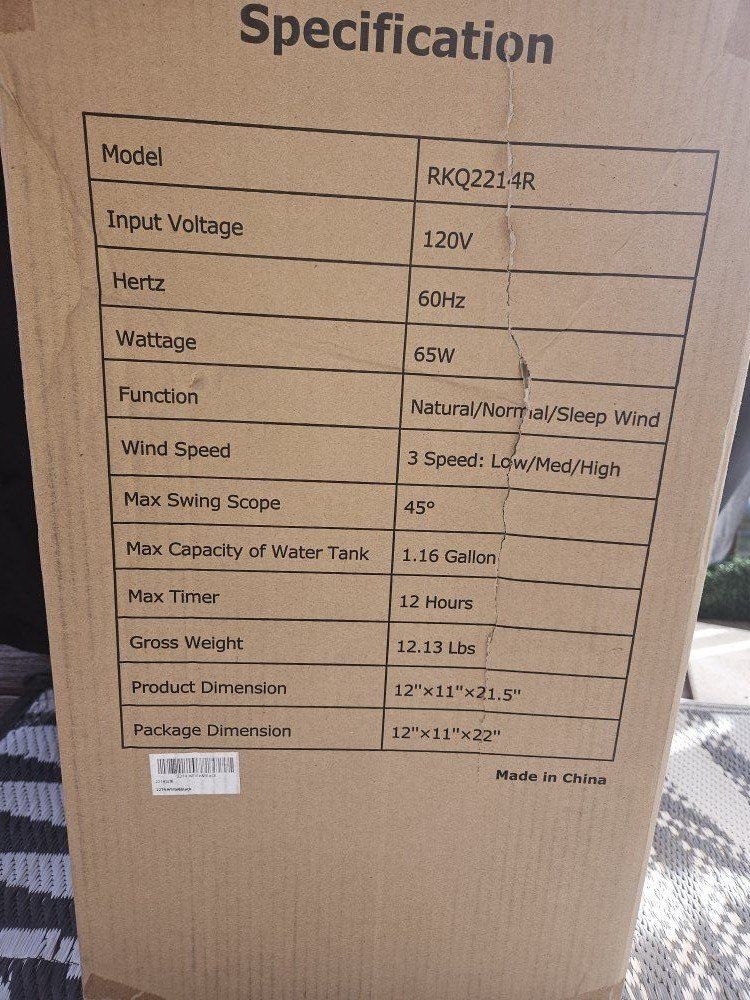 Specification
Model RKQ2214R
Input Voltage 120V
Hertz 60Hz
Wattage 65W
Function Natural/Normal/Sleep Wind
Wind Speed 3 Speed: Low/Med/High
Max Swing Scope 45°
Max Capacity of Water Tank 1.16 Gallon
Max Timer 12 Hours
Gross Weight 12.13 Lbs
Product Dimension 12"×11"×21.5"
Package Dimension 12"×11"×22"
Made in China